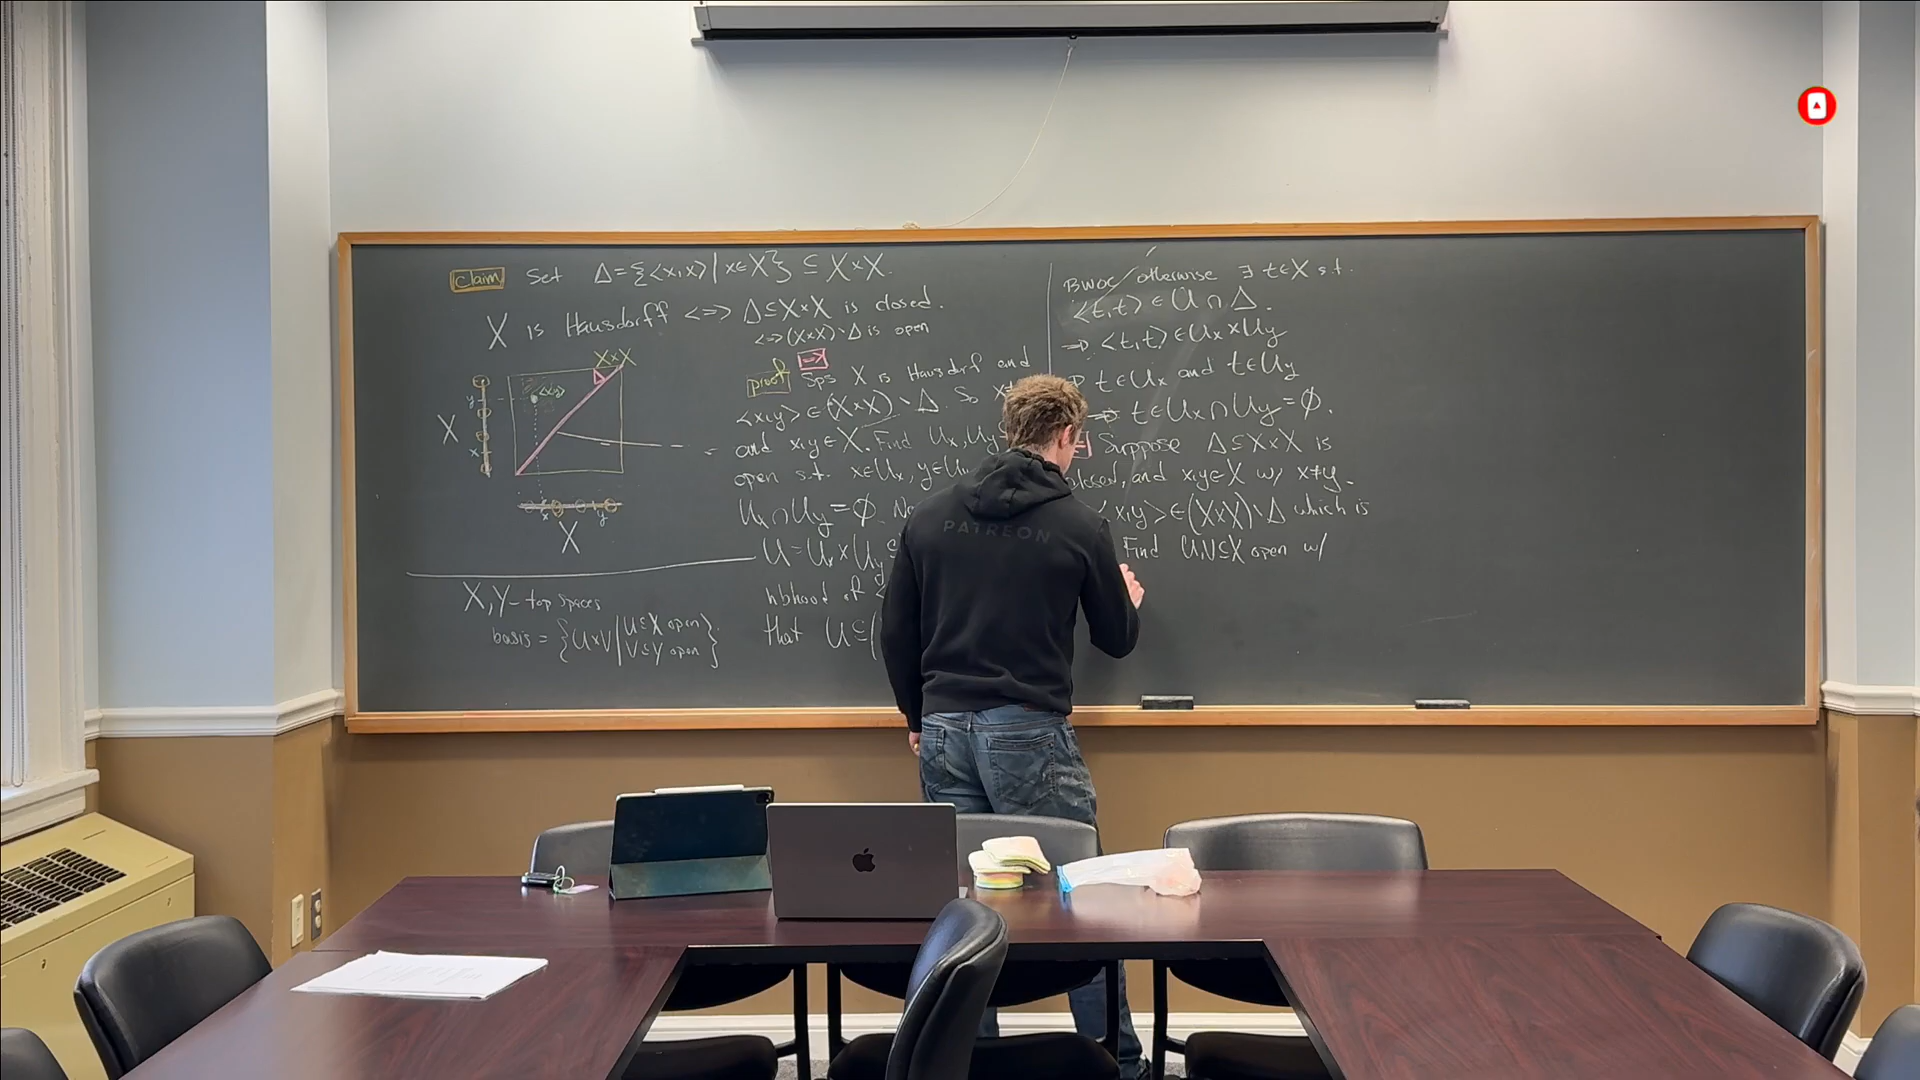 Claim Set Δ = {<x,x> | x∈X} ⊆ X×X.
X is Hausdorff <=> Δ⊆X×X is closed.
<=> (X×X)\Δ is open
X×X
Δ
<x,y>
y
X
x
x y
X
X,Y-top spaces
basis = {U×V | U⊆X open
V⊆Y open}
=>
proof Sps X is Hausdorf and
<x,y> ∈ (X×X) \ Δ. So
and x,y∈X. Find Ux, Uy
open s.t. x∈Ux, y∈Uy
Ux ∩ Uy = ∅.
U = Ux × Uy
nbhood of
that U⊆(
BWOC otherwise ∃ t∈X s.t.
<t,t> ∈ U ∩ Δ.
=> <t,t> ∈ Ux×Uy
t∈Ux and t∈Uy
=> t∈Ux∩Uy = ∅.
Suppose Δ⊆X×X is
closed, and x,y∈X w/ x≠y.
<x,y> ∈ (X×X)\Δ which is
Find U,V⊆X open w/
PATREON